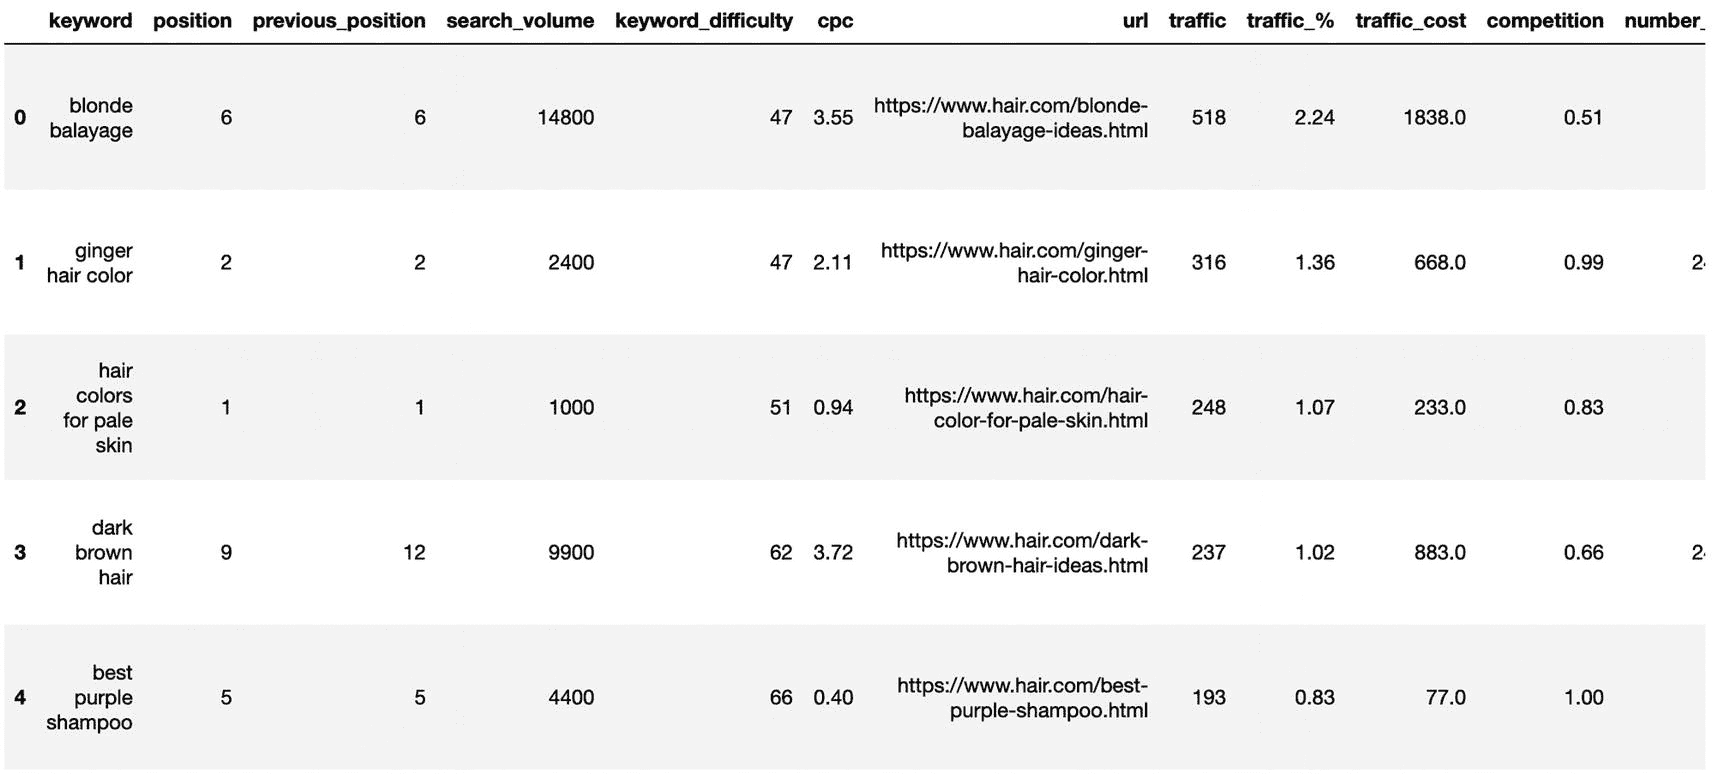 keyword position previous_position search_volume keyword_difficulty cpc url traffic traffic_% traffic_cost competition number_
0 blonde balayage 6 6 14800 47 3.55 https://www.hair.com/blonde-balayage-ideas.html 518 2.24 1838.0 0.51
1 ginger hair color 2 2 2400 47 2.11 https://www.hair.com/ginger-hair-color.html 316 1.36 668.0 0.99 2
2 hair colors for pale skin 1 1 1000 51 0.94 https://www.hair.com/hair-color-for-pale-skin.html 248 1.07 233.0 0.83
3 dark brown hair 9 12 9900 62 3.72 https://www.hair.com/dark-brown-hair-ideas.html 237 1.02 883.0 0.66 2
4 best purple shampoo 5 5 4400 66 0.40 https://www.hair.com/best-purple-shampoo.html 193 0.83 77.0 1.00